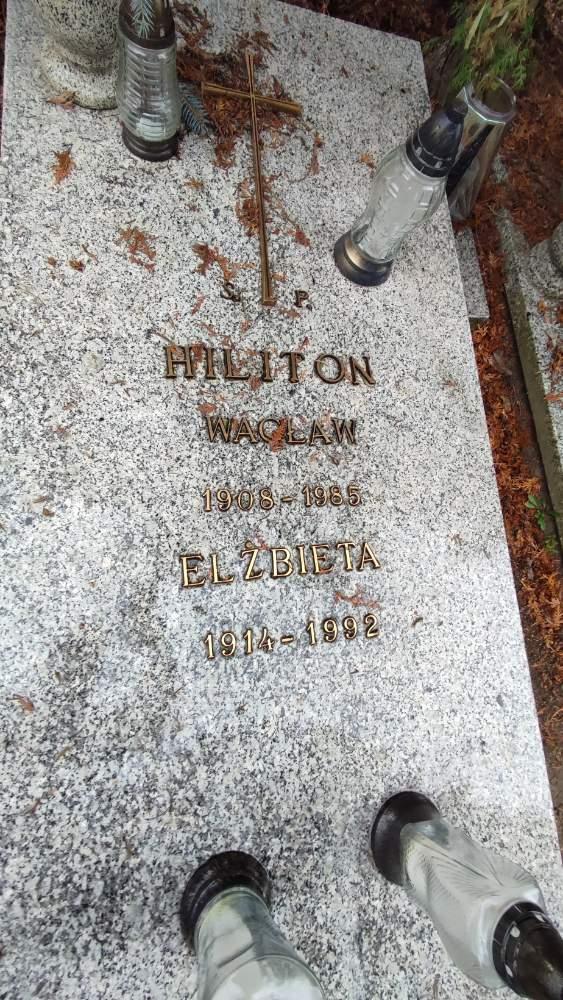 Ś. P.
HILITON
WACŁAW
1908-1985
ELŻBIETA
1914-1992